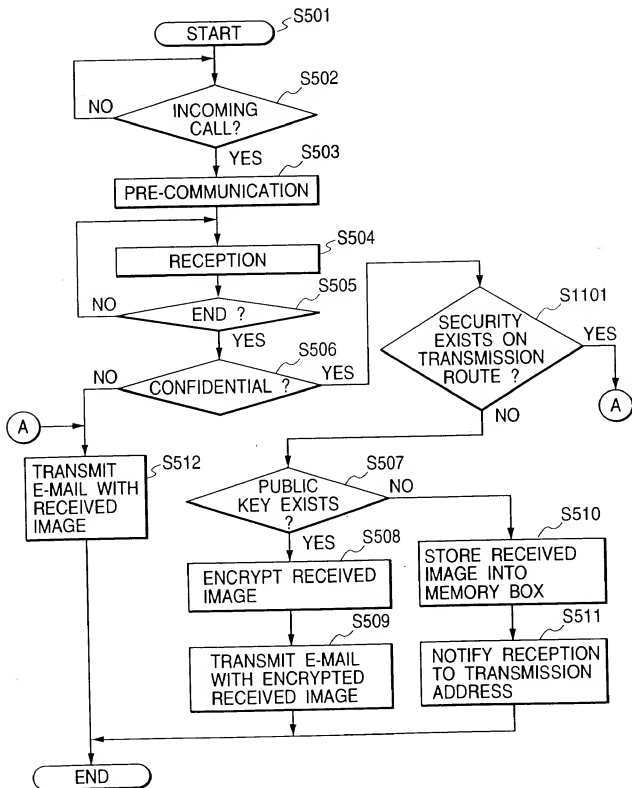 S501
START
S502
NO
INCOMING
CALL?
YES
S503
PRE-COMMUNICATION
S504
RECEPTION
S505
NO
END ?
YES
S506
NO
CONFIDENTIAL ?
YES
S1101
SECURITY
EXISTS ON
TRANSMISSION
ROUTE ?
YES
A
NO
A
S512
TRANSMIT
E-MAIL WITH
RECEIVED
IMAGE
S507
PUBLIC
KEY EXISTS
?
NO
YES
S508
ENCRYPT RECEIVED
IMAGE
S509
TRANSMIT E-MAIL
WITH ENCRYPTED
RECEIVED IMAGE
S510
STORE RECEIVED
IMAGE INTO
MEMORY BOX
S511
NOTIFY RECEPTION
TO TRANSMISSION
ADDRESS
END